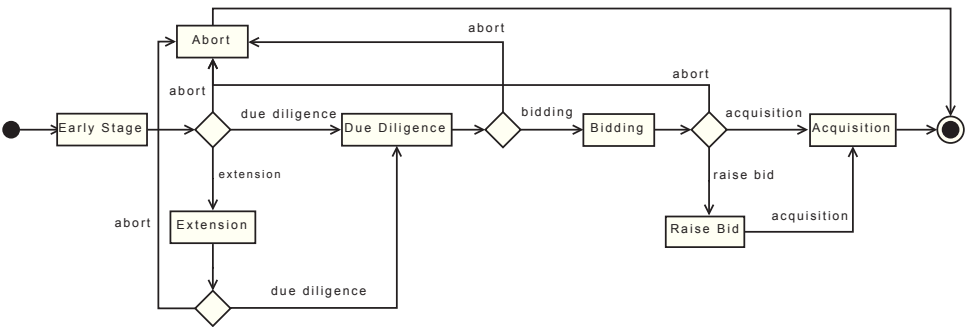 abort
Abort
abort
abort
due diligence
bidding
acquisition
Early Stage
Due Diligence
Bidding
Acquisition
extension
raise bid
abort
Extension
acquisition
Raise Bid
due diligence